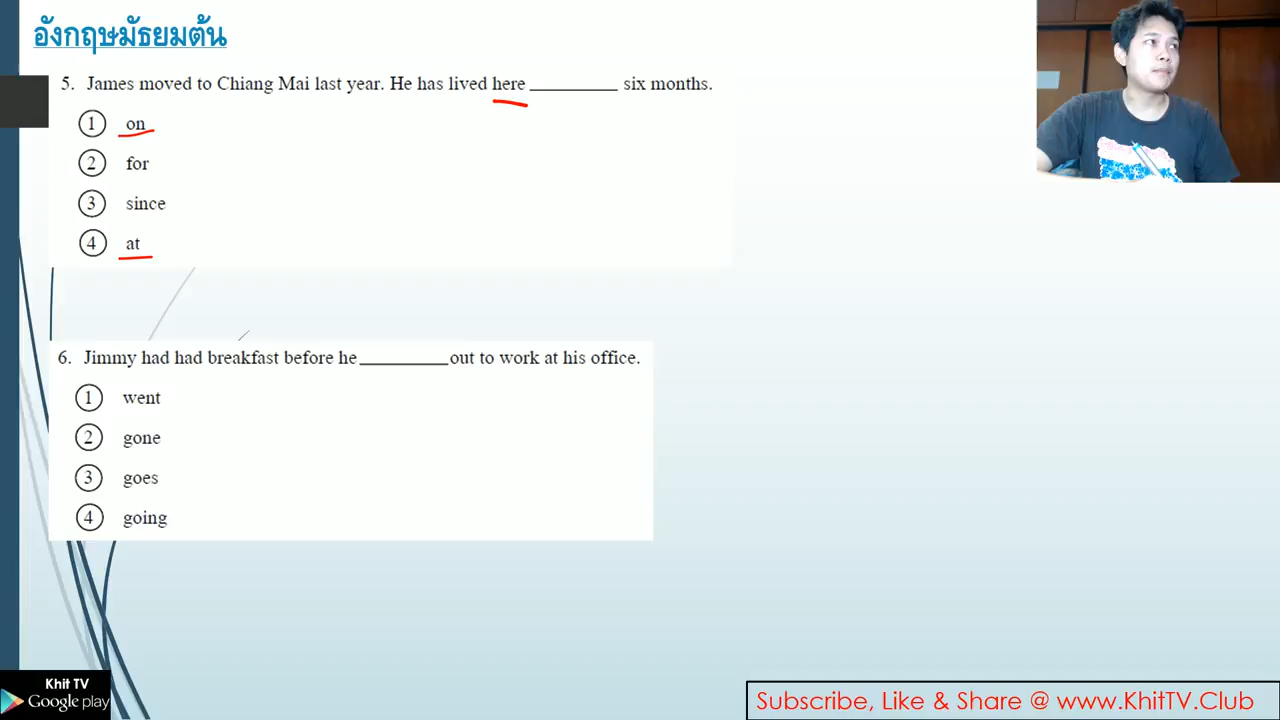 อังกฤษมัธยมต้น
5. James moved to Chiang Mai last year. He has lived here _________ six months.
1 on
2 for
3 since
4 at
6. Jimmy had had breakfast before he _________ out to work at his office.
1 went
2 gone
3 goes
4 going
Khit TV
Google play
Subscribe, Like & Share @ www.KhitTV.Club